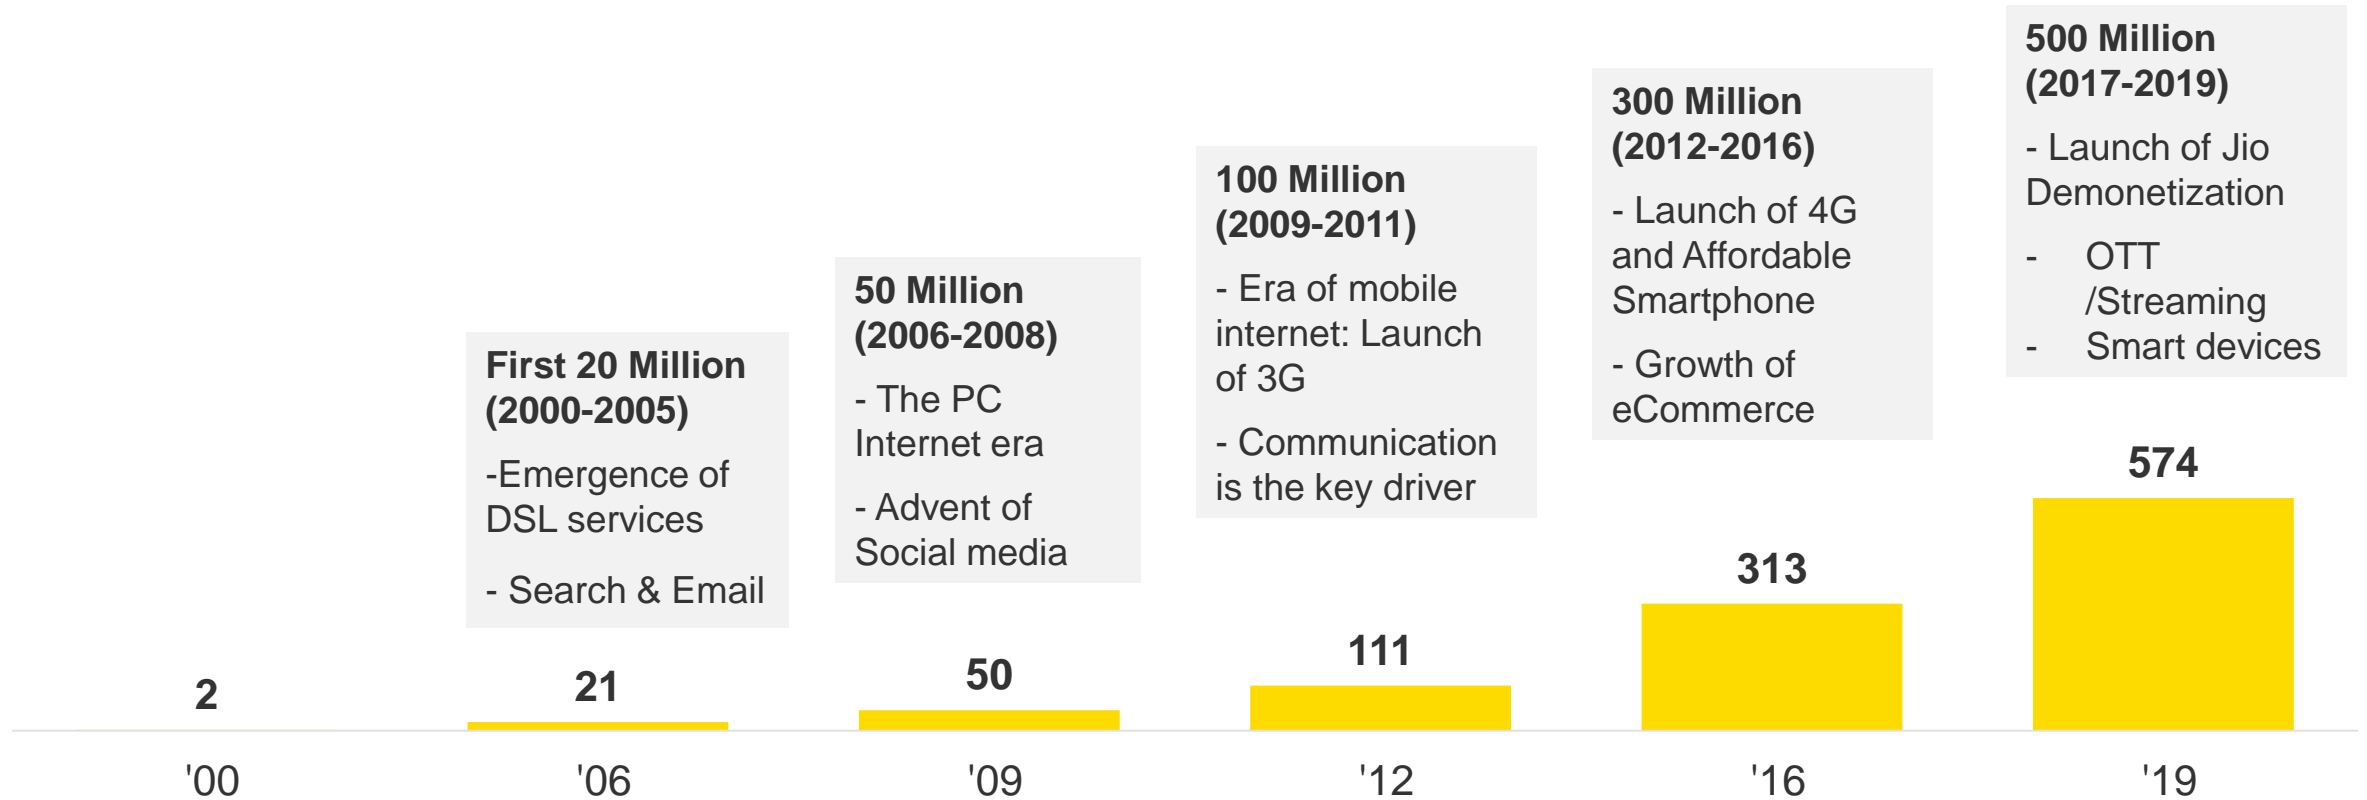 First 20 Million
(2000-2005)
-Emergence of
DSL services
- Search & Email
50 Million
(2006-2008)
- The PC
Internet era
- Advent of
Social media
100 Million
(2009-2011)
- Era of mobile
internet: Launch
of 3G
- Communication
is the key driver
300 Million
(2012-2016)
- Launch of 4G
and Affordable
Smartphone
- Growth of
eCommerce
500 Million
(2017-2019)
- Launch of Jio
Demonetization
- OTT
/Streaming
- Smart devices
2
21
50
111
313
574
'00
'06
'09
'12
'16
'19